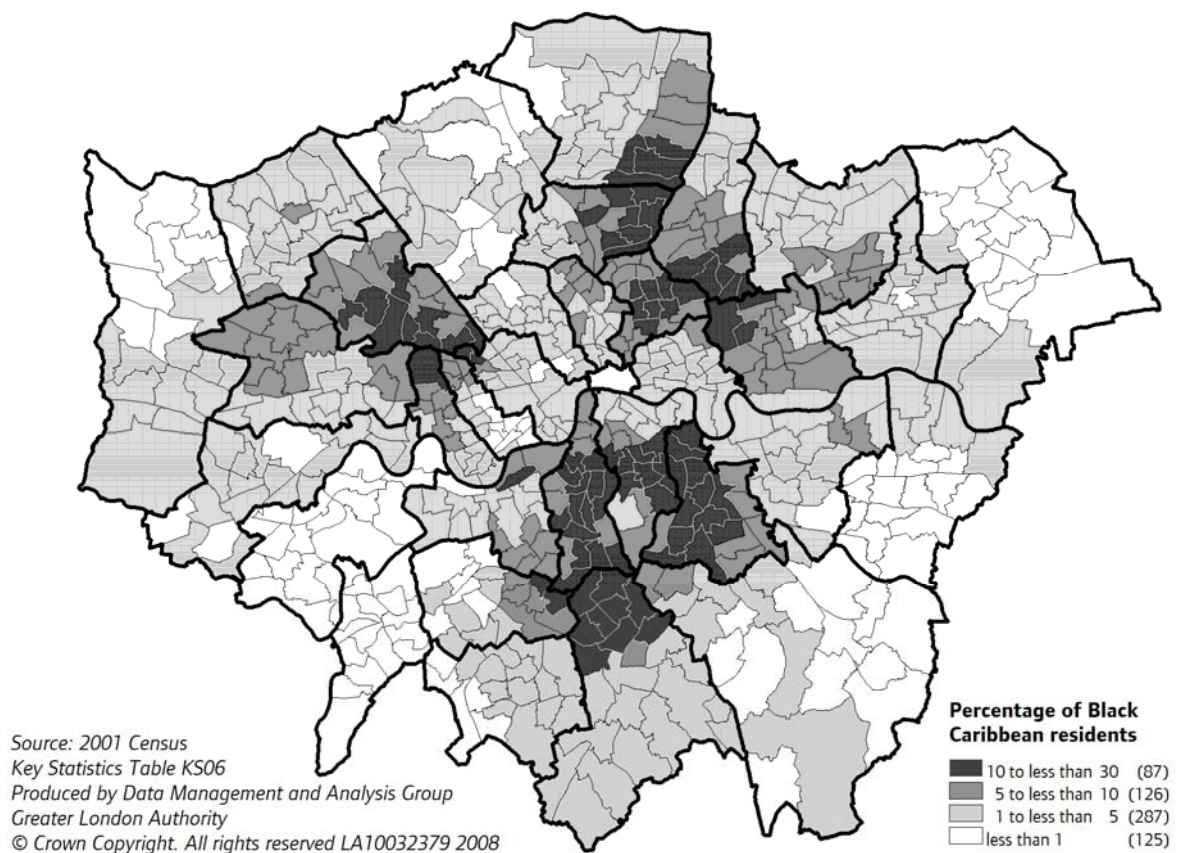 Percentage of Black
Caribbean residents
10 to less than 30 (87)
5 to less than 10 (126)
1 to less than 5 (287)
less than 1 (125)
Source: 2001 Census
Key Statistics Table KS06
Produced by Data Management and Analysis Group
Greater London Authority
© Crown Copyright. All rights reserved LA10032379 2008